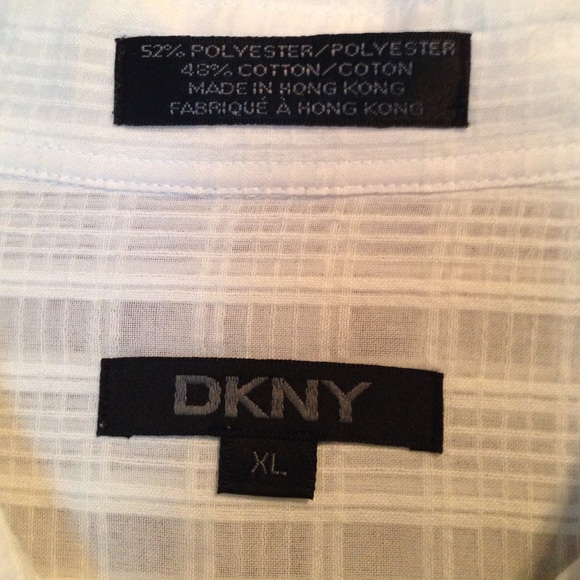 52% POLYESTER/POLYESTER
48% COTTON/COTON
MADE IN HONG KONG
FABRIQUÉ À HONG KONG
DKNY
XL